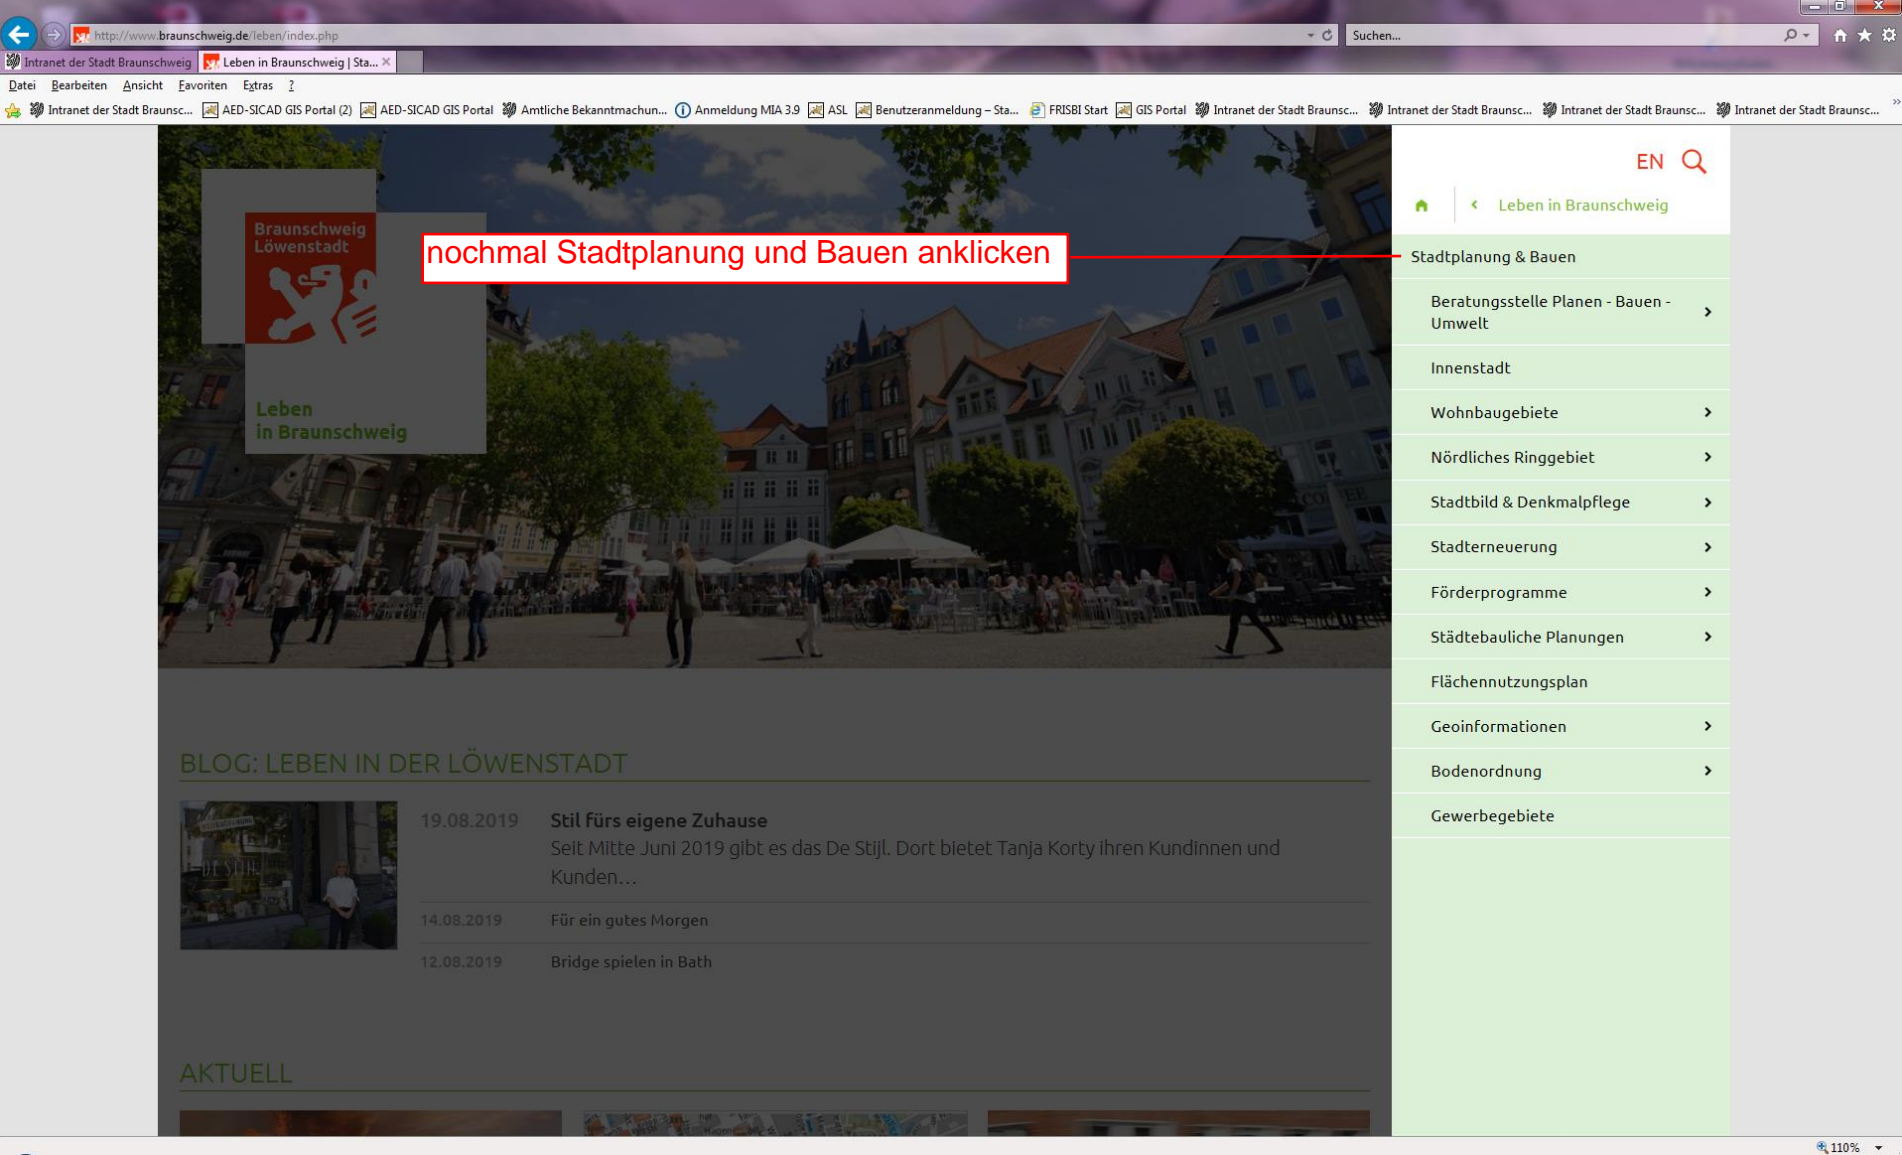 http://www.braunschweig.de/leben/index.php
Suchen...
Intranet der Stadt Braunschweig
Leben in Braunschweig | Sta...
Datei Bearbeiten Ansicht Favoriten Extras ?
Intranet der Stadt Braunsc... AED-SICAD GIS Portal (2) AED-SICAD GIS Portal Amtliche Bekanntmachun... Anmeldung MIA 3.9 ASL Benutzeranmeldung – Sta... FRISBI Start GIS Portal Intranet der Stadt Braunsc... Intranet der Stadt Braunsc... Intranet der Stadt Braunsc... Intranet der Stadt Braunsc...
EN
Leben in Braunschweig
Braunschweig
Löwenstadt
Leben
in Braunschweig
nochmal Stadtplanung und Bauen anklicken
Stadtplanung & Bauen
Beratungsstelle Planen - Bauen -
Umwelt
Innenstadt
Wohnbaugebiete
Nördliches Ringgebiet
Stadtbild & Denkmalpflege
Stadterneuerung
Förderprogramme
Städtebauliche Planungen
Flächennutzungsplan
Geoinformationen
Bodenordnung
Gewerbegebiete
BLOG: LEBEN IN DER LÖWENSTADT
19.08.2019 Stil fürs eigene Zuhause
Seit Mitte Juni 2019 gibt es das De Stijl. Dort bietet Tanja Korty ihren Kundinnen und
Kunden...
14.08.2019 Für ein gutes Morgen
12.08.2019 Bridge spielen in Bath
AKTUELL
110%